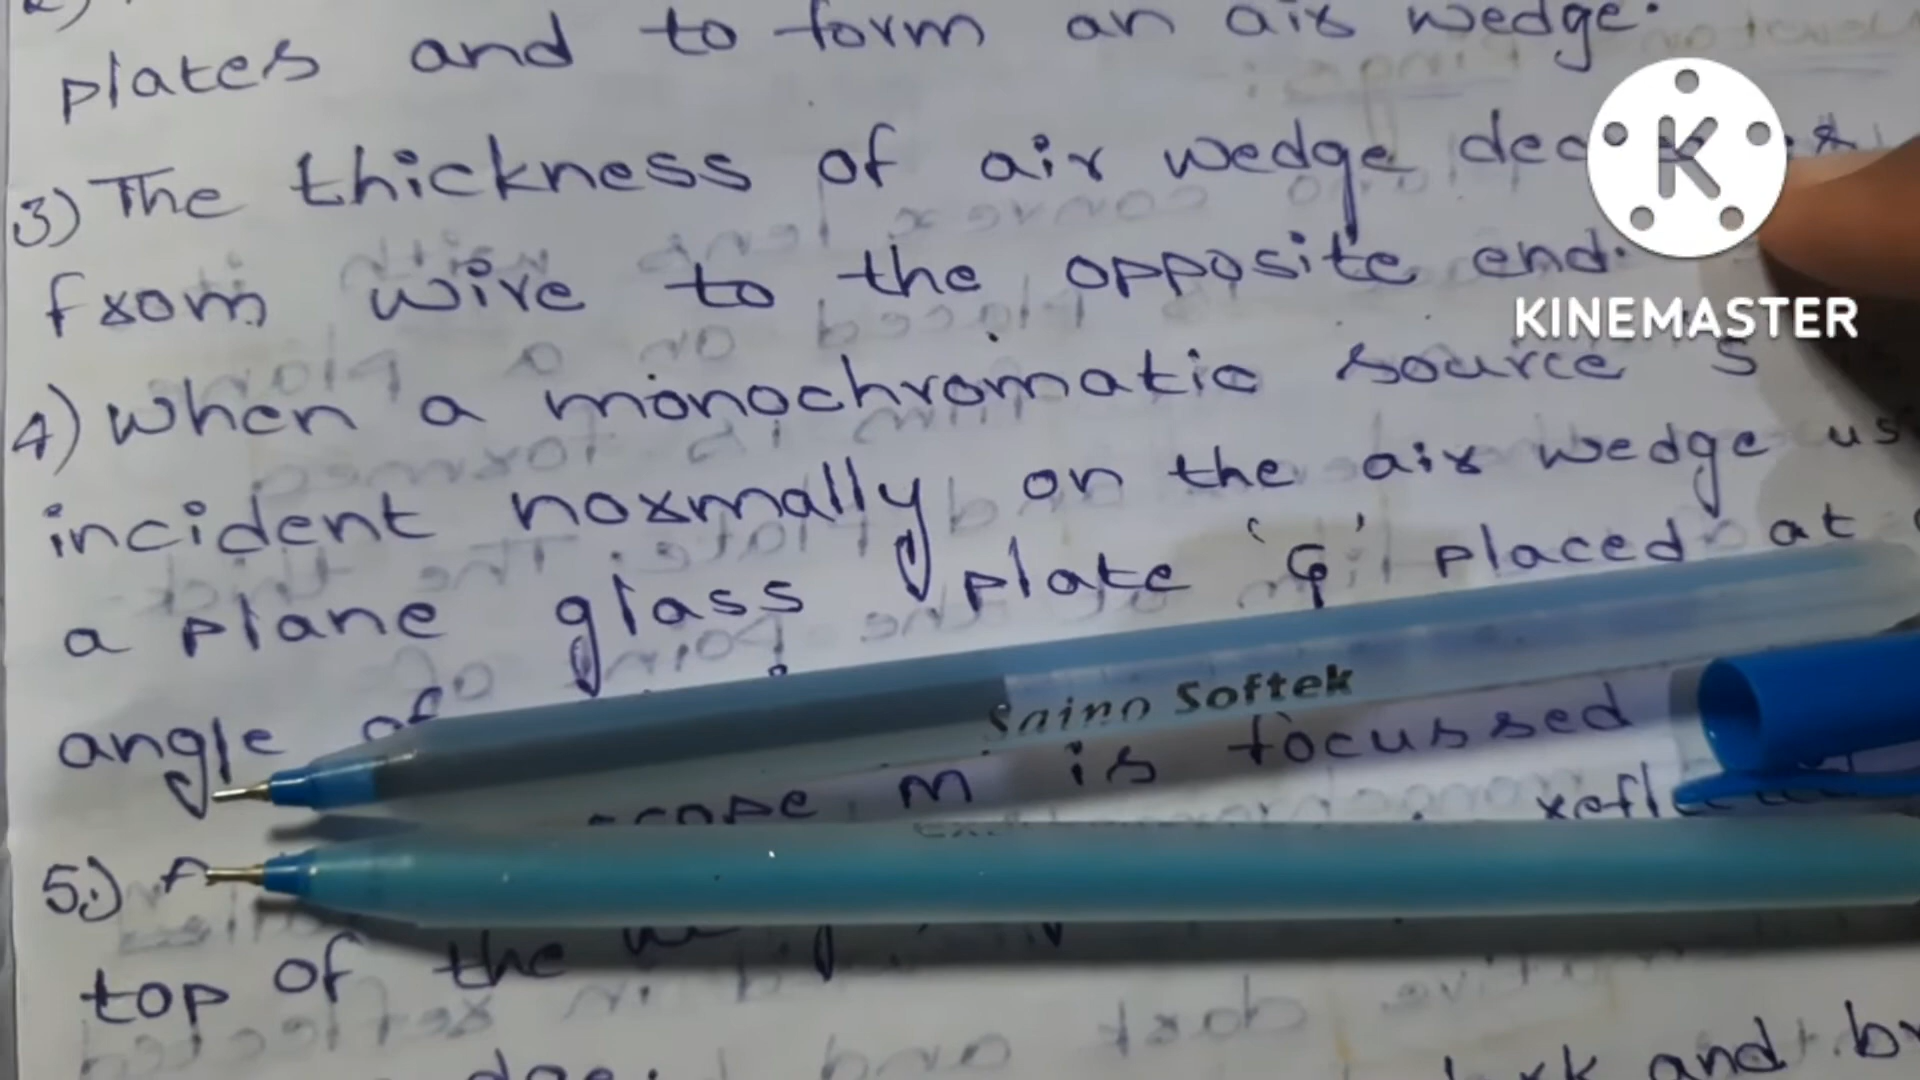 plates and to form an air wedge.
3) The thickness of air wedge
from wire to the opposite end.
KINEMASTER
4) When a monochromatic source S
incident normally on the air wedge
a plane glass plate 'G' placed at
angle of
Saino Softek
M is focussed
5)
top of the
and